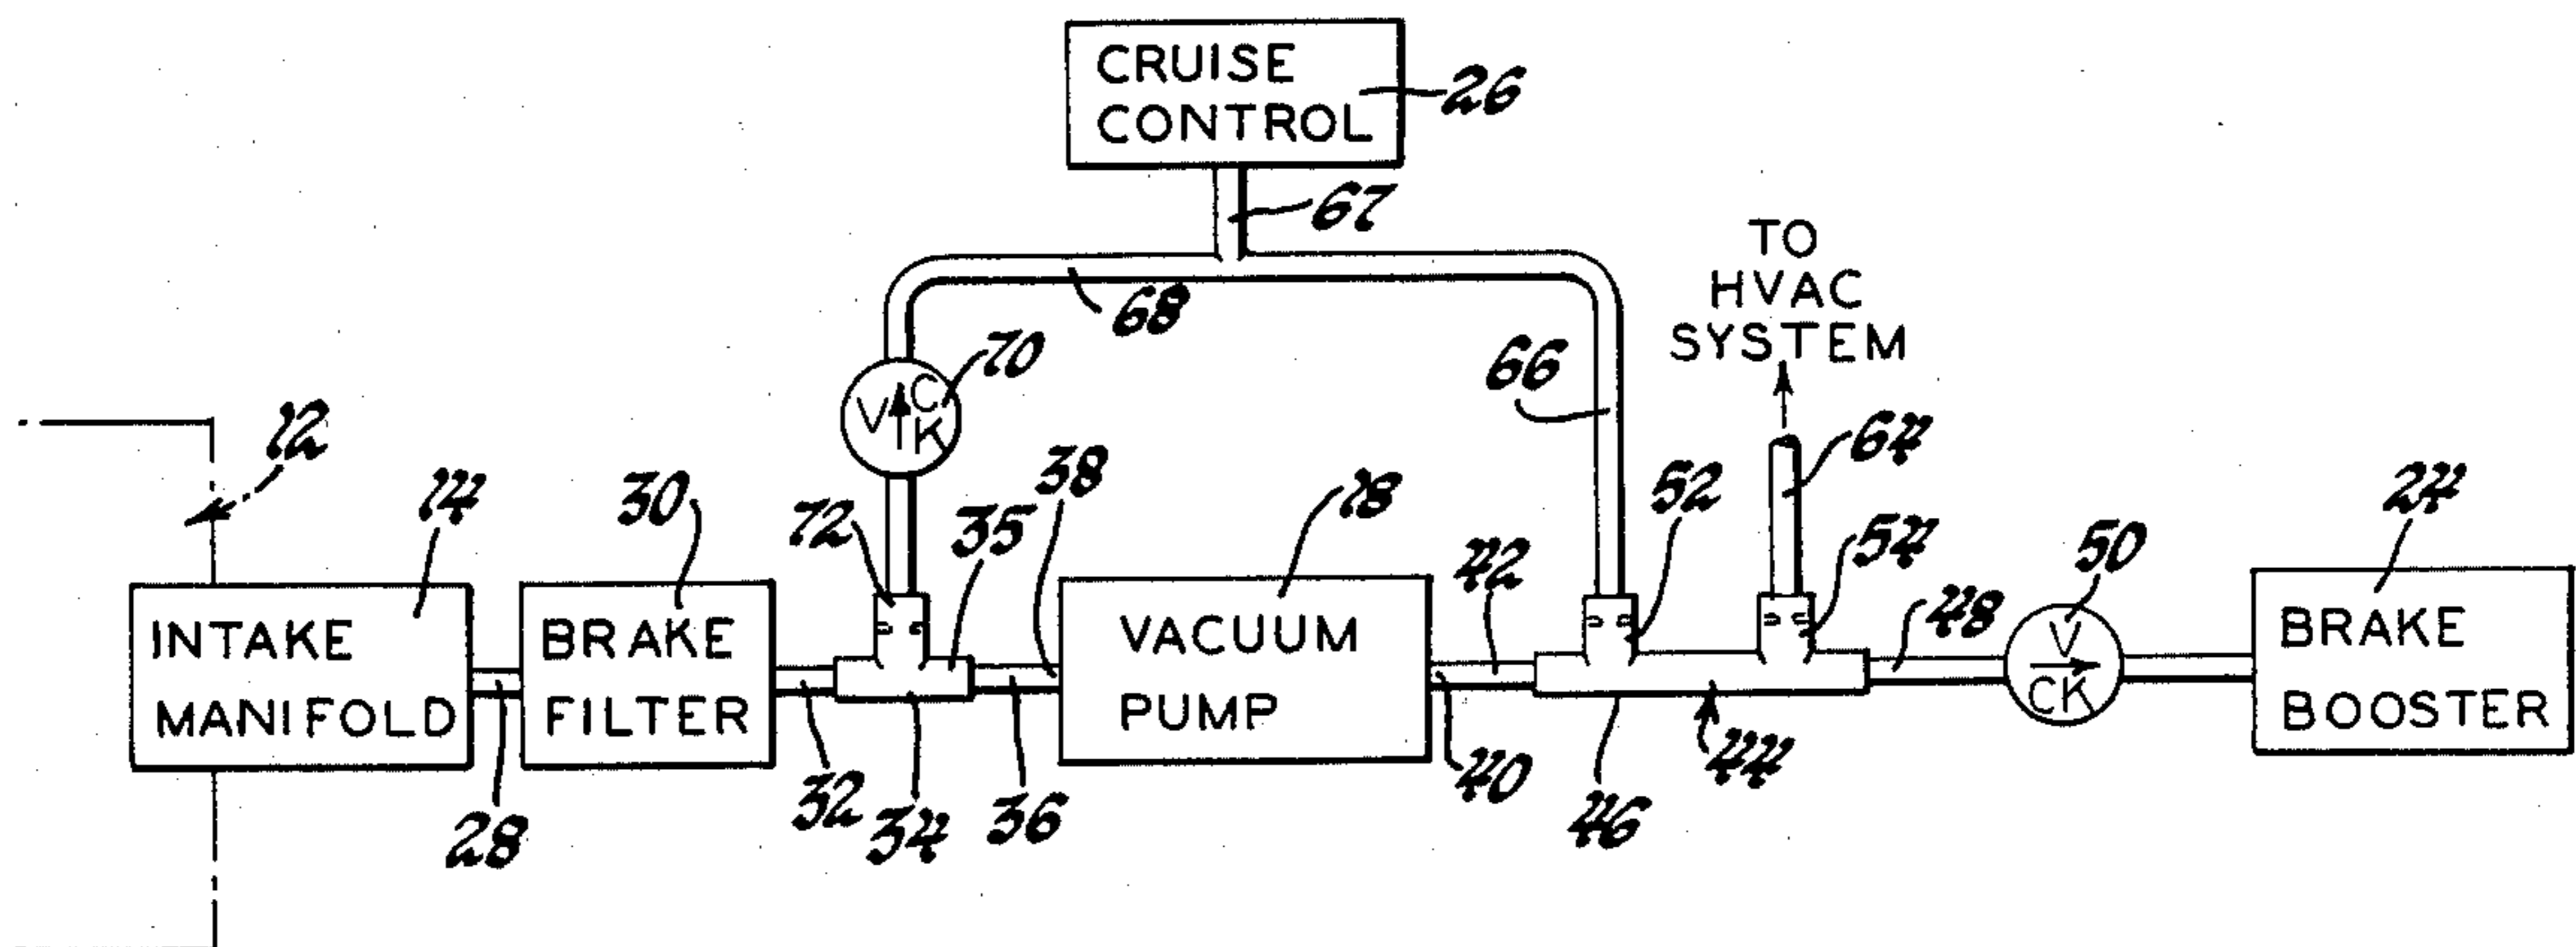 CRUISE
CONTROL
26
67
TO
HVAC
SYSTEM
68
70
V C
K
66
64
12
14
30
72
35
38
18
42
52
54
48
50
24
INTAKE
MANIFOLD
BRAKE
FILTER
VACUUM
PUMP
V
CK
BRAKE
BOOSTER
28
32
34
36
40
46
44